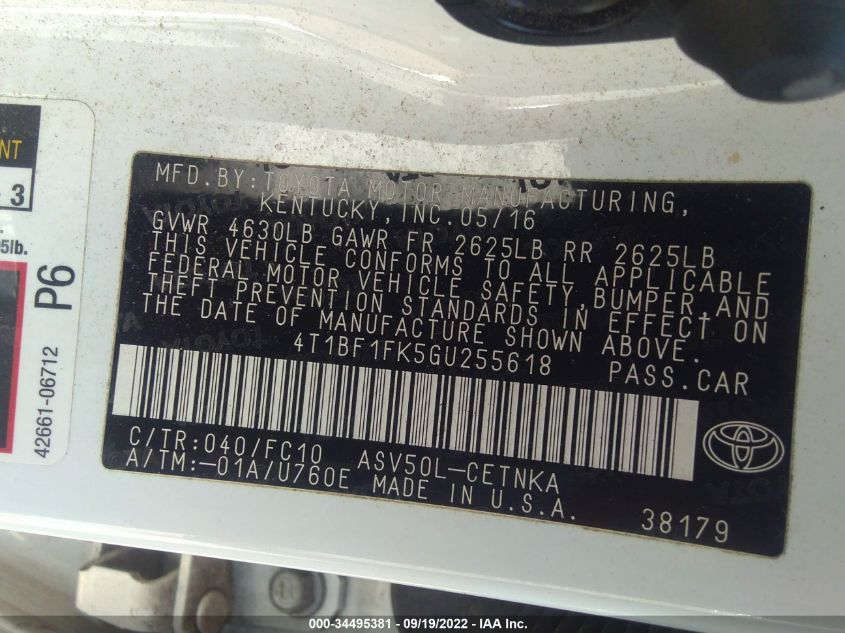 MFD. BY: TOYOTA MOTOR MANUFACTURING,
KENTUCKY, INC. 05/16
GVWR 4630LB GAWR FR 2625LB RR 2625LB
THIS VEHICLE CONFORMS TO ALL APPLICABLE
FEDERAL MOTOR VEHICLE SAFETY, BUMPER, AND
THEFT PREVENTION STANDARDS IN EFFECT ON
THE DATE OF MANUFACTURE SHOWN ABOVE.
4T1BF1FK5GU255618 PASS.CAR
C/TR:040/FC10 ASV50L-CETNKA
A/TM:-01A/U760E MADE IN U.S.A.
38179
3
lb.
P6
42661-06712
000-34495381 - 09/19/2022 - IAA Inc.